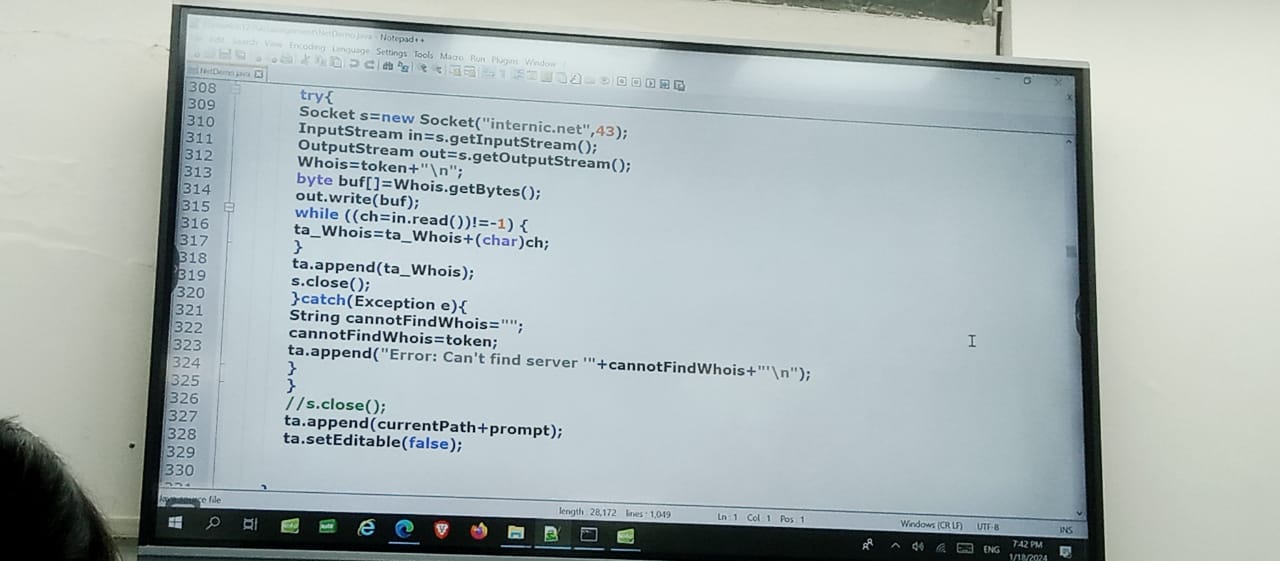 NetDemo.java - Notepad++
Search View Encoding Language Settings Tools Macro Run Plugins Window
NetDemo.java
308 try{
309 Socket s=new Socket("internic.net",43);
310 InputStream in=s.getInputStream();
311 OutputStream out=s.getOutputStream();
312 Whois=token+"\n";
313 byte buf[]=Whois.getBytes();
314 out.write(buf);
315 while ((ch=in.read())!=-1) {
316 ta_Whois=ta_Whois+(char)ch;
317 }
318 ta.append(ta_Whois);
319 s.close();
320 }catch(Exception e){
321 String cannotFindWhois="";
322 cannotFindWhois=token;
323 ta.append("Error: Can't find server '"+cannotFindWhois+"'\n");
324 }
325 }
326 //s.close();
327 ta.append(currentPath+prompt);
328 ta.setEditable(false);
329
330
source file length : 28,172 lines : 1,049 Ln : 1 Col : 1 Pos : 1 Windows (CR LF) UTF-8 INS
ENG 7:42 PM
1/18/2024